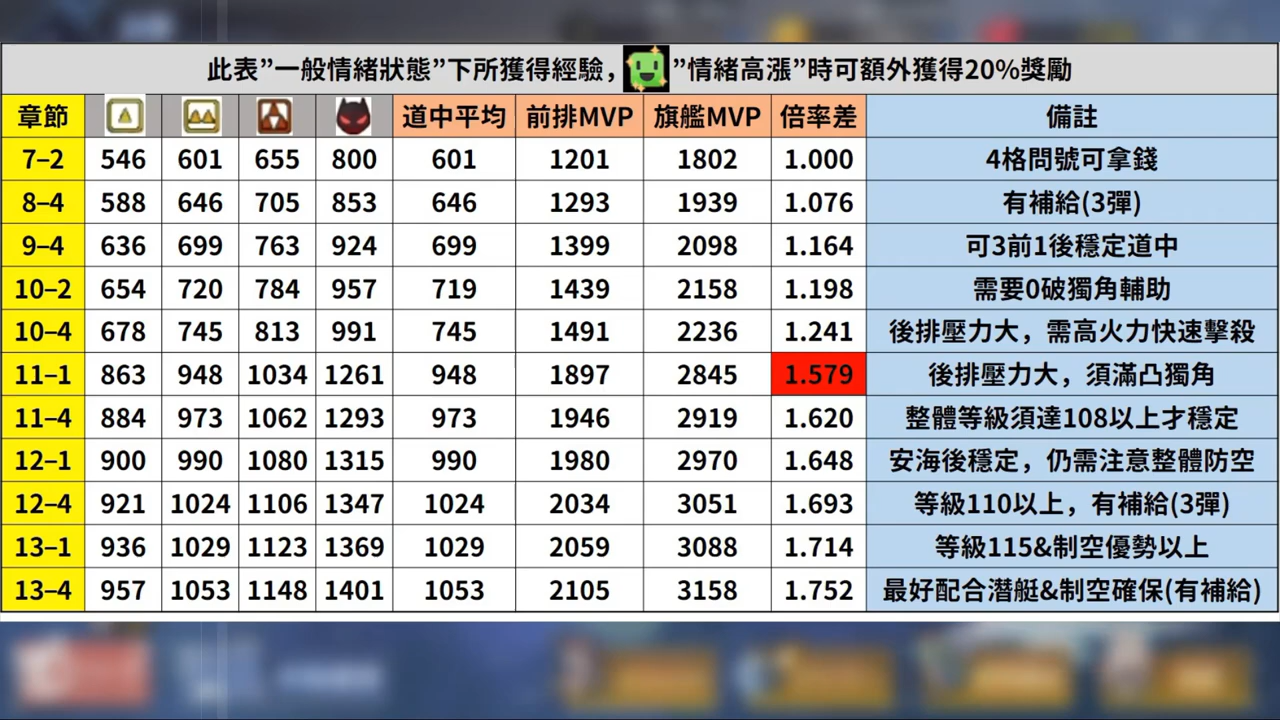 此表”一般情緒狀態”下所獲得經驗，”情緒高漲”時可額外獲得20%獎勵
章節 道中平均 前排MVP 旗艦MVP 倍率差 備註
7–2 546 601 655 800 601 1201 1802 1.000 4格問號可拿錢
8–4 588 646 705 853 646 1293 1939 1.076 有補給(3彈)
9–4 636 699 763 924 699 1399 2098 1.164 可3前1後穩定道中
10–2 654 720 784 957 719 1439 2158 1.198 需要0破獨角輔助
10–4 678 745 813 991 745 1491 2236 1.241 後排壓力大，需高火力快速擊殺
11–1 863 948 1034 1261 948 1897 2845 1.579 後排壓力大，須滿凸獨角
11–4 884 973 1062 1293 973 1946 2919 1.620 整體等級須達108以上才穩定
12–1 900 990 1080 1315 990 1980 2970 1.648 安海後穩定，仍需注意整體防空
12–4 921 1024 1106 1347 1024 2034 3051 1.693 等級110以上，有補給(3彈)
13–1 936 1029 1123 1369 1029 2059 3088 1.714 等級115&制空優勢以上
13–4 957 1053 1148 1401 1053 2105 3158 1.752 最好配合潛艇&制空確保(有補給)